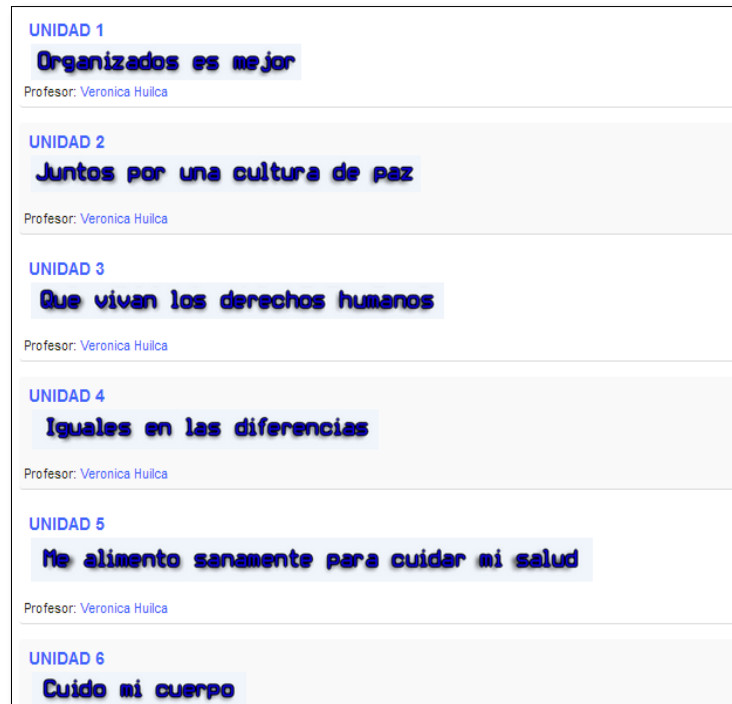 UNIDAD 1
Organizados es mejor
Profesor: Veronica Huilca
UNIDAD 2
Juntos por una cultura de paz
Profesor: Veronica Huilca
UNIDAD 3
Que vivan los derechos humanos
Profesor: Veronica Huilca
UNIDAD 4
Iguales en las diferencias
Profesor: Veronica Huilca
UNIDAD 5
Me alimento sanamente para cuidar mi salud
Profesor: Veronica Huilca
UNIDAD 6
Cuido mi cuerpo